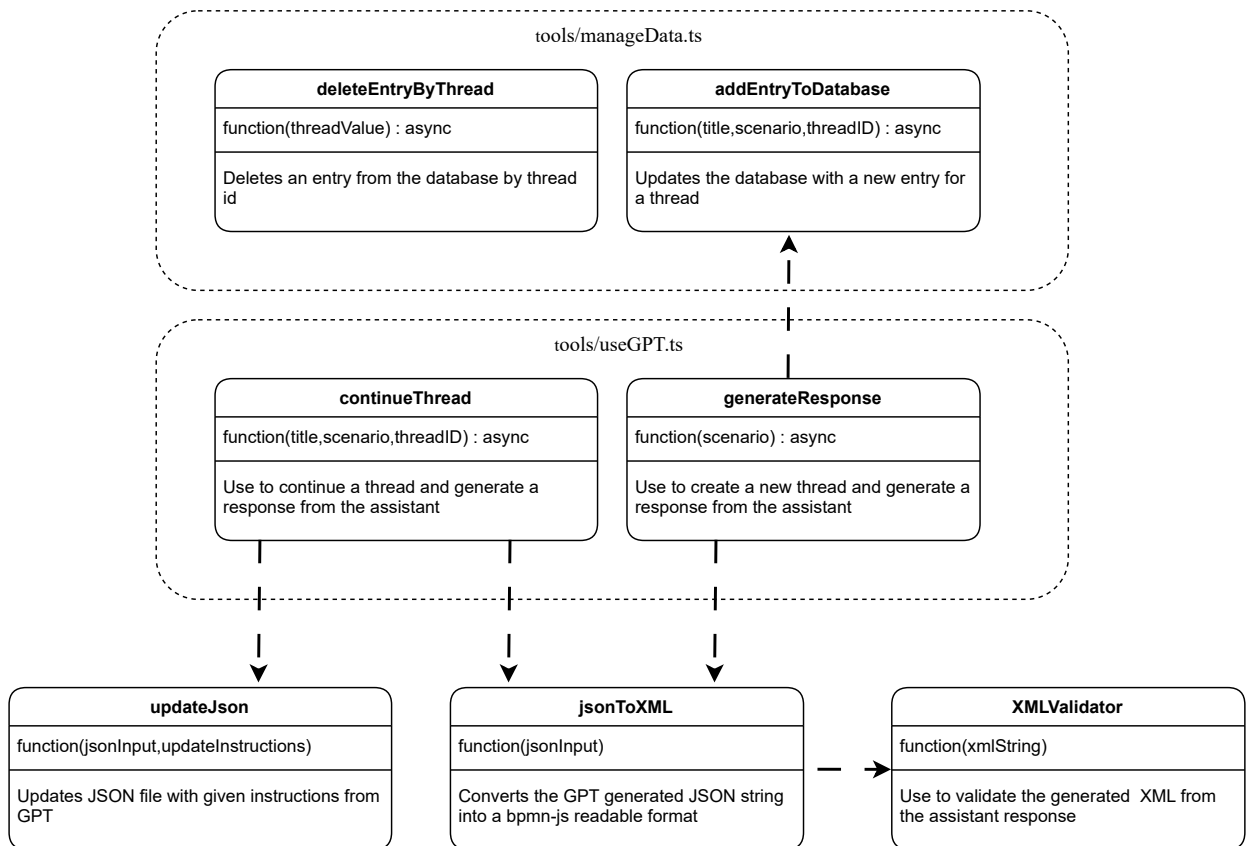 tools/manageData.ts
deleteEntryByThread
function(threadValue) : async
Deletes an entry from the database by thread
id
addEntryToDatabase
function(title,scenario,threadID) : async
Updates the database with a new entry for
a thread
tools/useGPT.ts
continueThread
function(title,scenario,threadID) : async
Use to continue a thread and generate a
response from the assistant
generateResponse
function(scenario) : async
Use to create a new thread and generate a
response from the assistant
updateJson
function(jsonInput,updateInstructions)
Updates JSON file with given instructions from
GPT
jsonToXML
function(jsonInput)
Converts the GPT generated JSON string
into a bpmn-js readable format
XMLValidator
function(xmlString)
Use to validate the generated  XML from
the assistant response